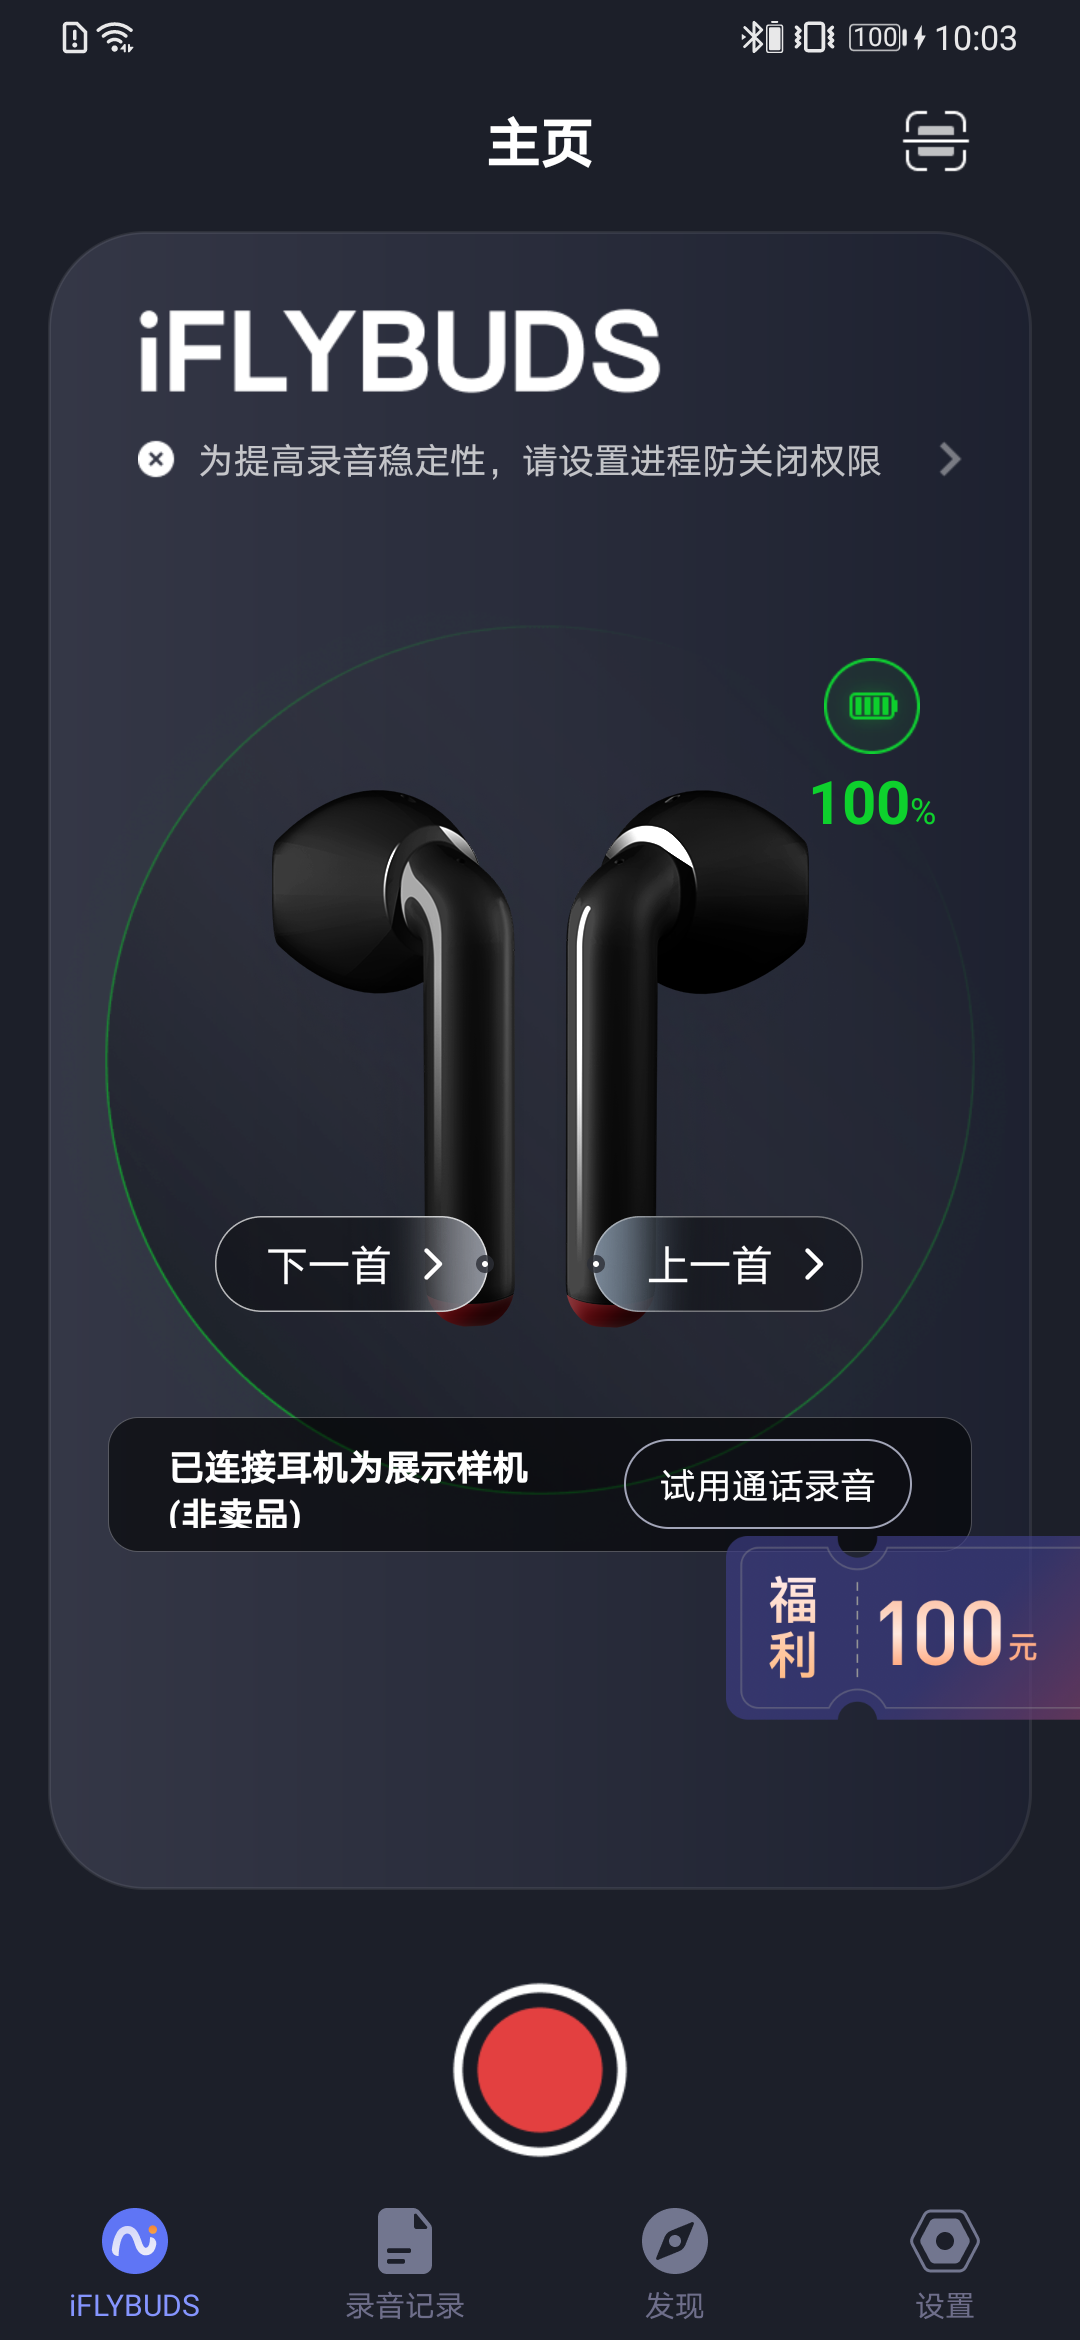 100
10:03
主页
iFLYBUDS
为提高录音稳定性，请设置进程防关闭权限
100%
下一首
上一首
已连接耳机为展示样机
(非卖品)
试用通话录音
福利
100元
iFLYBUDS
录音记录
发现
设置